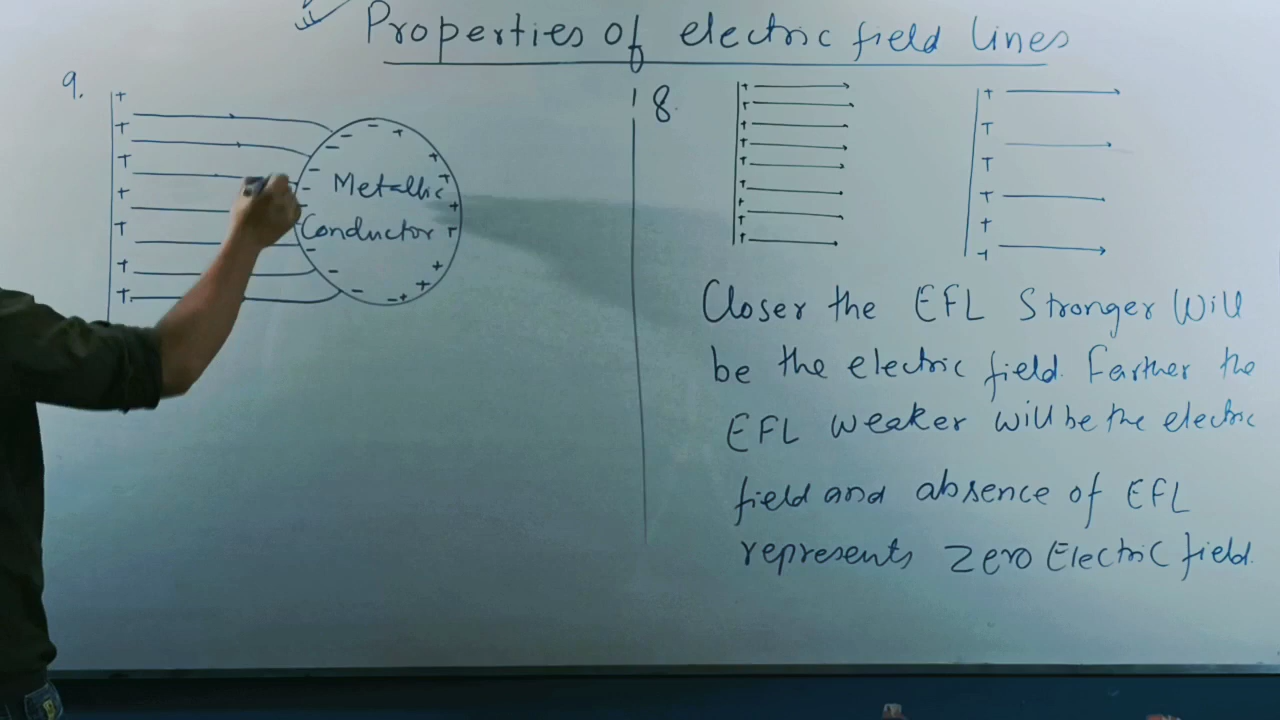 Properties of electric field lines
9.
Metallic
Conductor
8.
Closer the EFL Stronger Will
be the electric field. Farther the
EFL weaker will be the electric
field and absence of EFL
represents Zero Electric field.